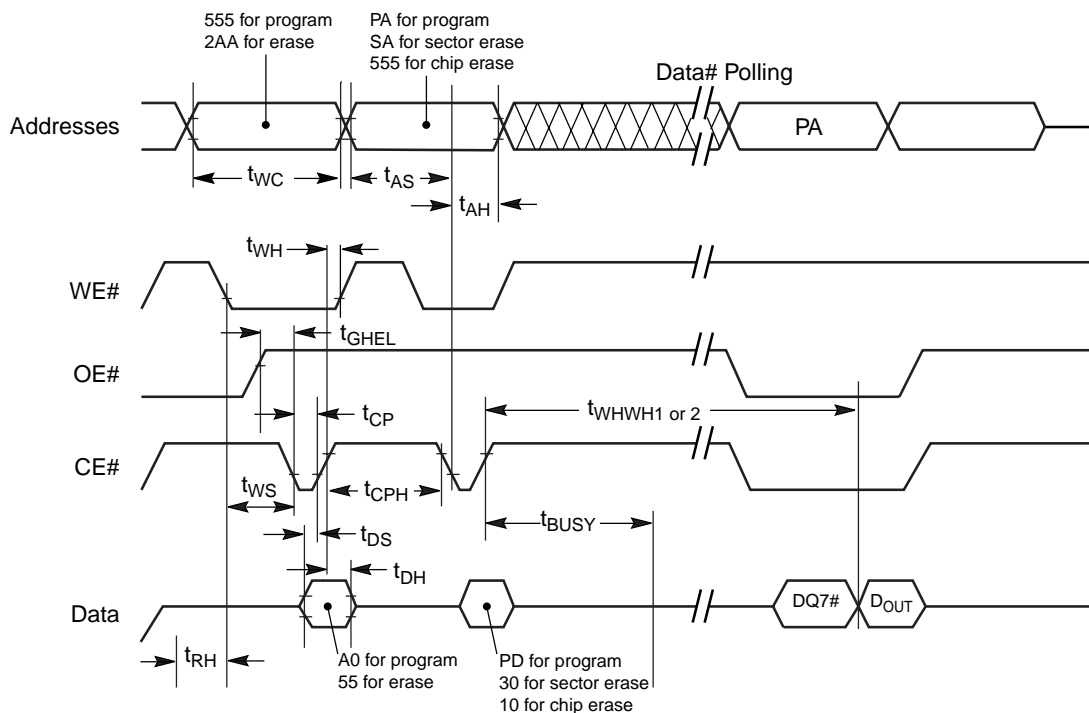 555 for program
2AA for erase
PA for program
SA for sector erase
555 for chip erase
Data# Polling
Addresses
PA
tWC
tAS
tAH
tWH
WE#
tGHEL
OE#
tWHWH1 or 2
tCP
CE#
tWS
tCPH
tBUSY
tDS
tDH
Data
DQ7#
DOUT
tRH
A0 for program
55 for erase
PD for program
30 for sector erase
10 for chip erase